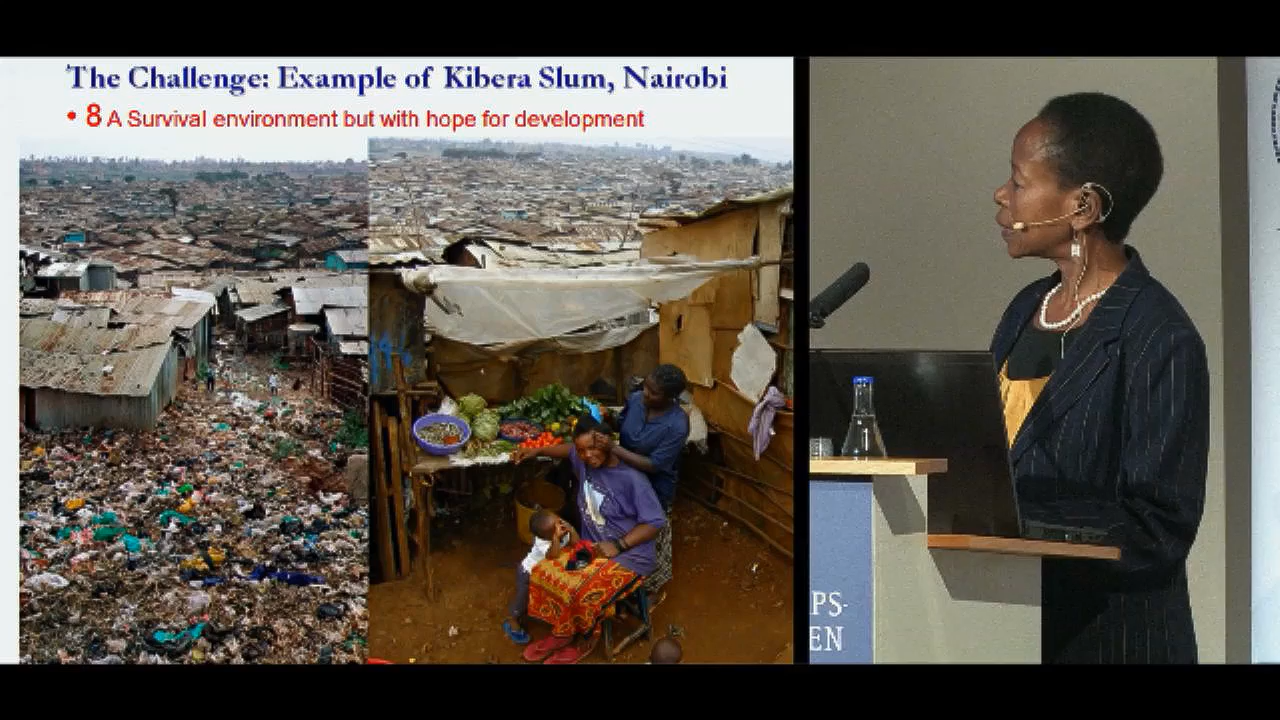 The Challenge: Example of Kibera Slum, Nairobi
• 8 A Survival environment but with hope for development
PS-
EN